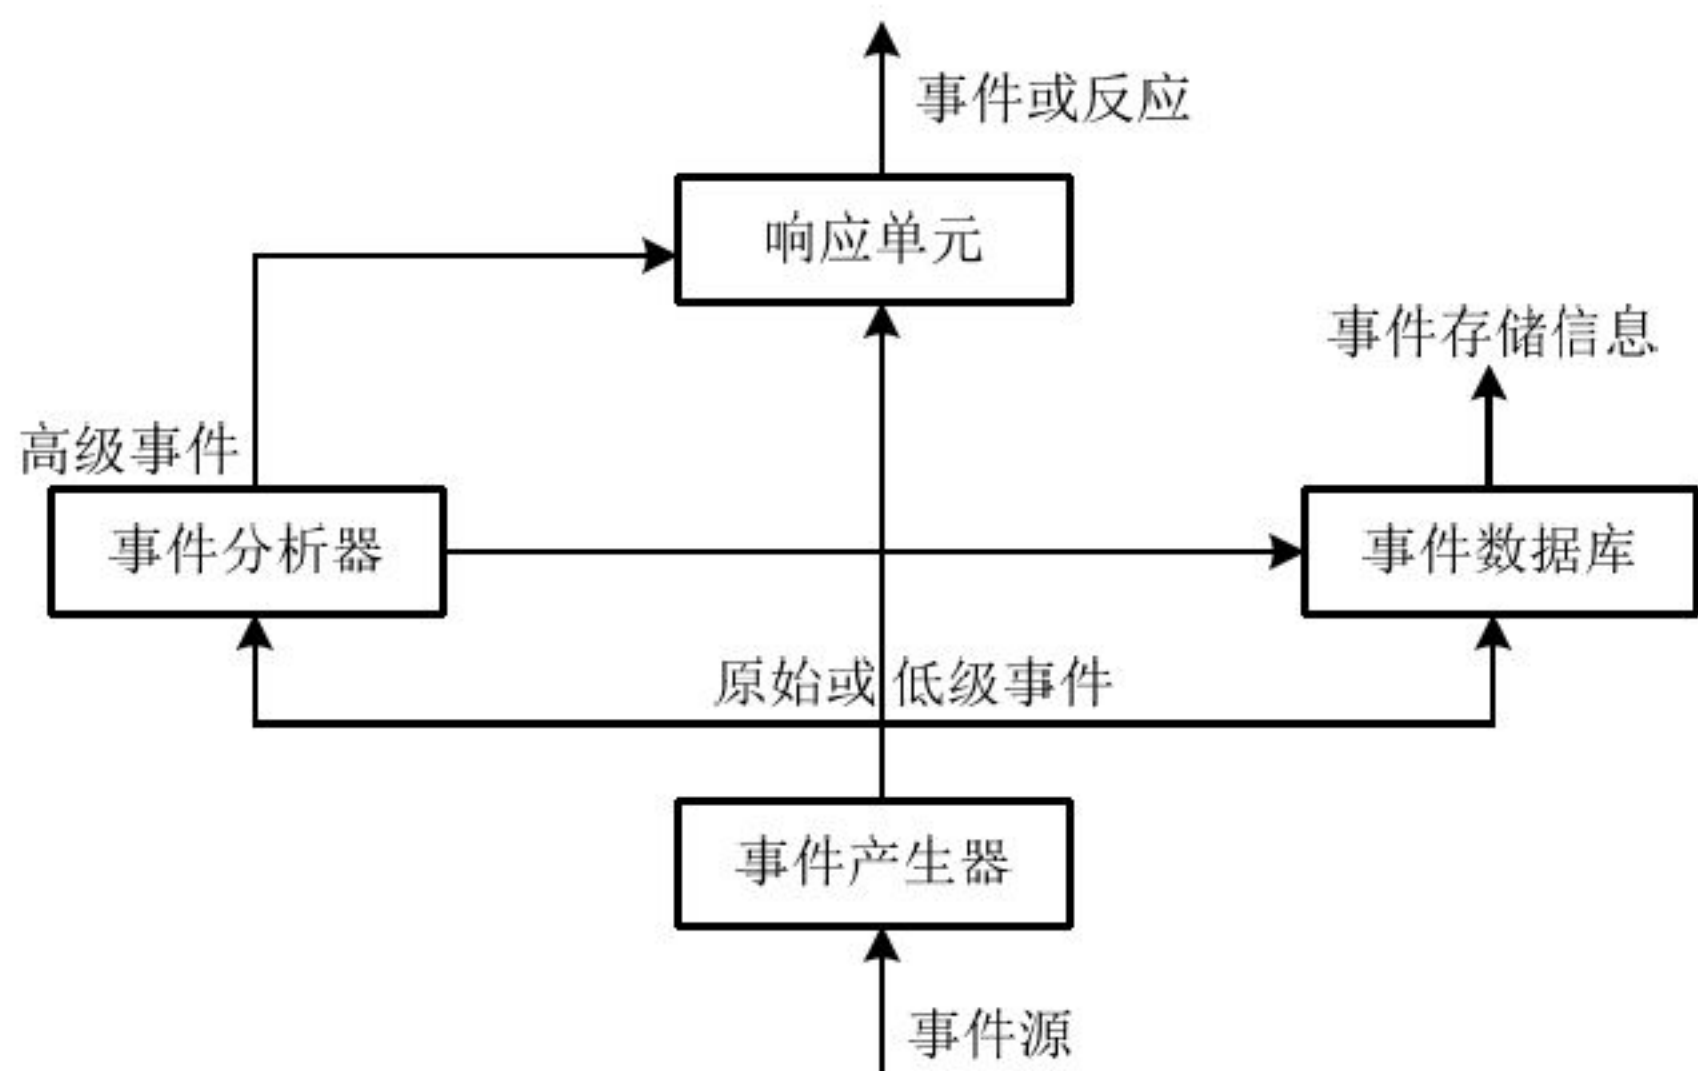 事件或反应
响应单元
事件存储信息
高级事件
事件分析器
事件数据库
原始或低级事件
事件产生器
事件源